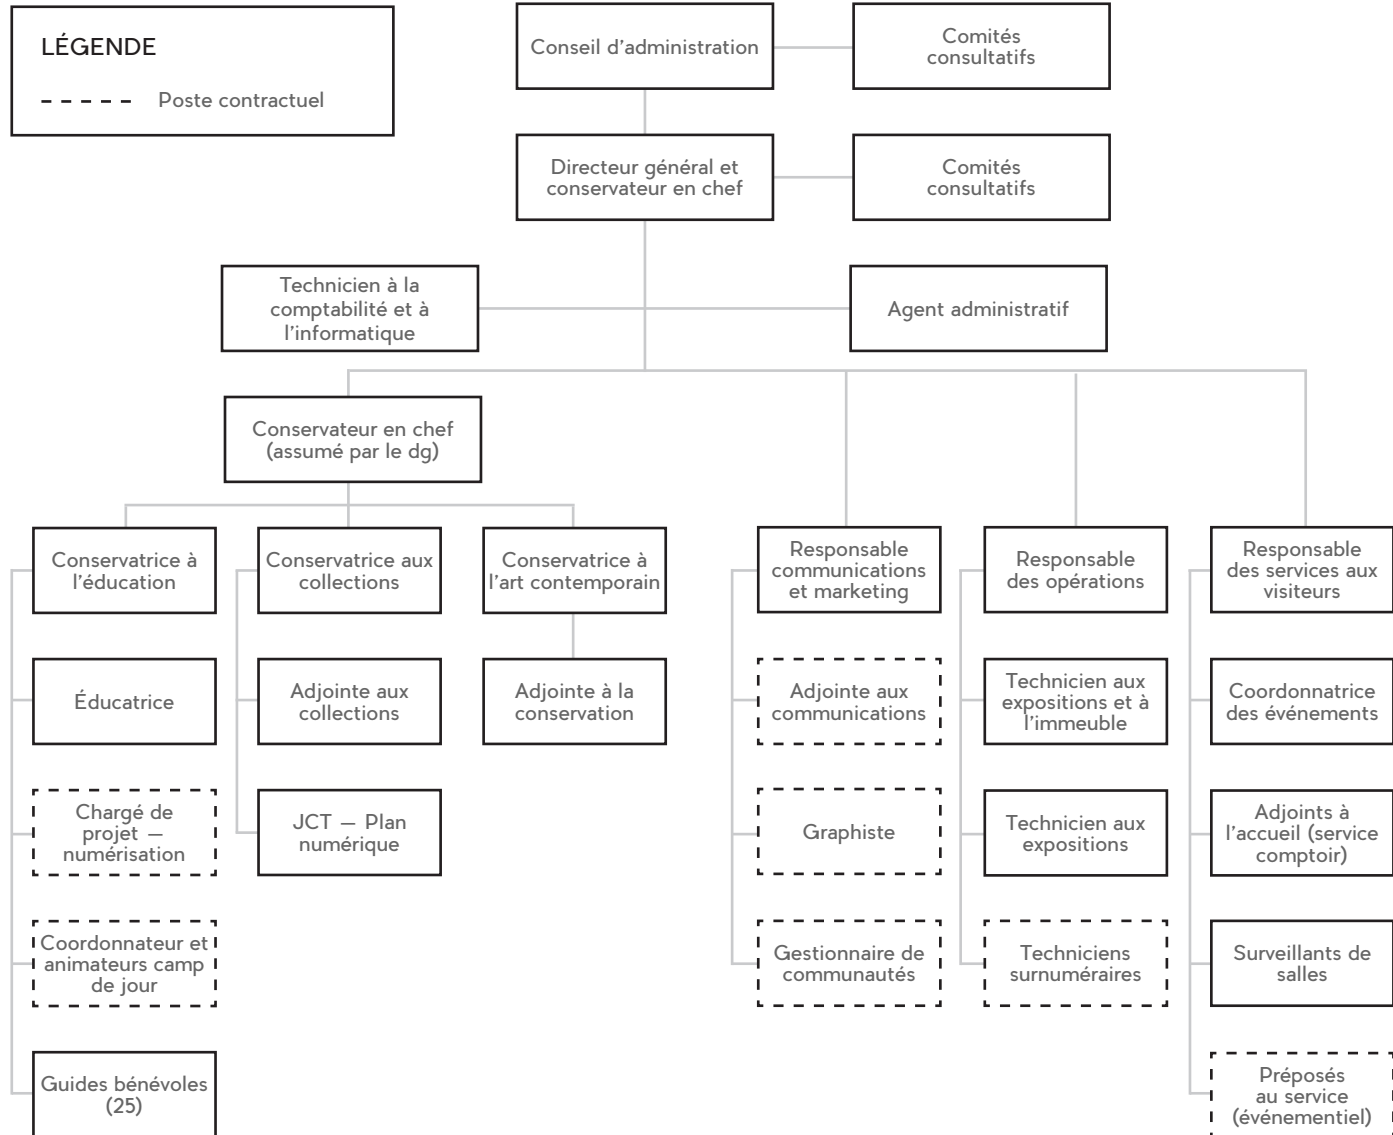 LÉGENDE
Poste contractuel
Conseil d'administration
Comités
consultatifs
Directeur général et
conservateur en chef
Comités
consultatifs
Technicien à la
comptabilité et à
l'informatique
Agent administratif
Conservateur en chef
(assumé par le dg)
Conservatrice à
l'éducation
Conservatrice aux
collections
Conservatrice à
l'art contemporain
Responsable
communications
et marketing
Responsable
des opérations
Responsable
des services aux
visiteurs
Éducatrice
Adjointe aux
collections
Adjointe à la
conservation
Adjointe aux
communications
Technicien aux
expositions et à
l'immeuble
Coordonnatrice
des événements
Chargé de
projet —
numérisation
JCT — Plan
numérique
Graphiste
Technicien aux
expositions
Adjoints à
l'accueil (service
comptoir)
Coordonnateur et
animateurs camp
de jour
Gestionnaire de
communautés
Techniciens
surnuméraires
Surveillants de
salles
Guides bénévoles
(25)
Préposés
au service
(événementiel)